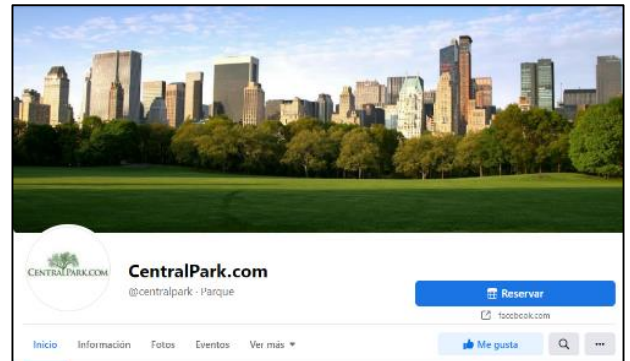 CENTRALPARK.COM
CentralPark.com
@centralpark · Parque
Reservar
facebook.com
Inicio Información Fotos Eventos Ver más
Me gusta